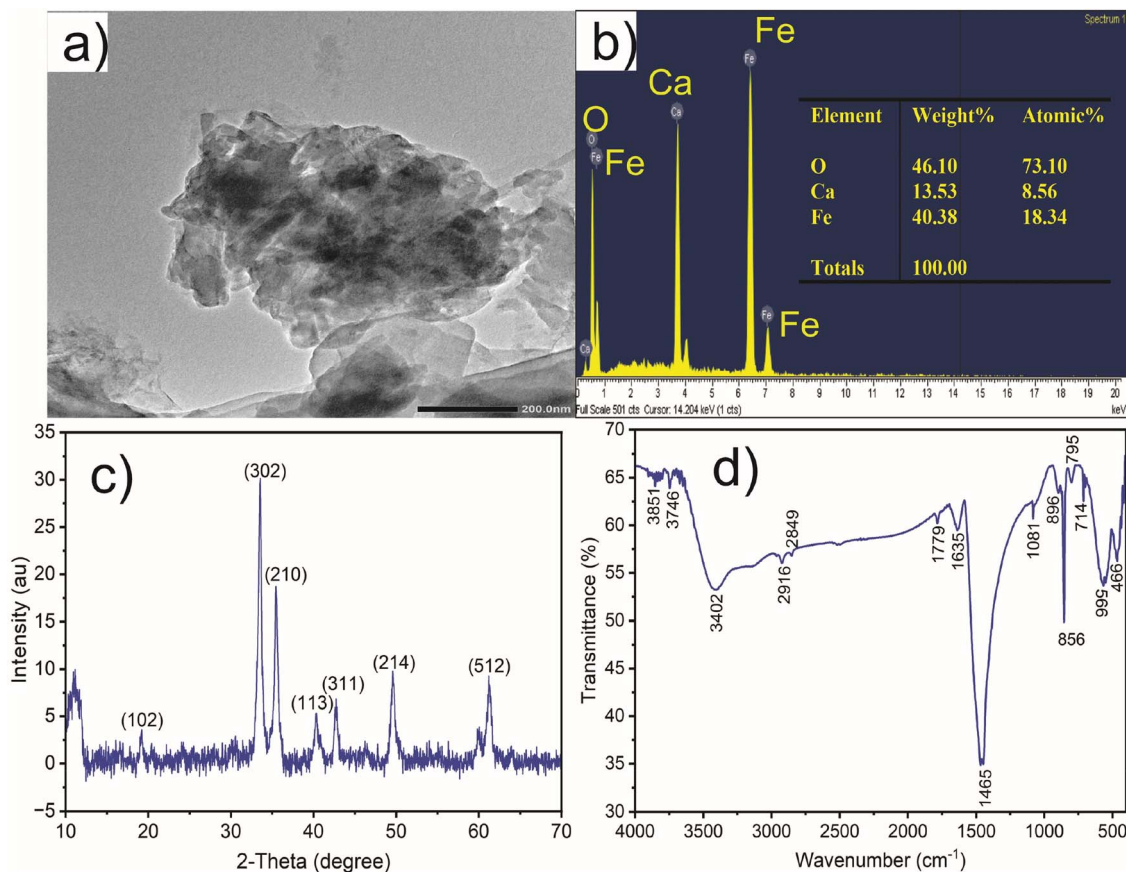 a)
200.0nm
b)
Spectrum 1
O
Fe
Ca
Fe
Fe
O
Fe
Ca
Ca
Fe
Fe
Element Weight% Atomic%
O 46.10 73.10
Ca 13.53 8.56
Fe 40.38 18.34
Totals 100.00
0 1 2 3 4 5 6 7 8 9 10 11 12 13 14 15 16 17 18 19 20
Full Scale 501 cts Cursor: 14.204 keV (1 cts) keV
c)
Intensity (au)
35
30
25
20
15
10
5
0
−5
(302)
(210)
(102)
(113)
(311)
(214)
(512)
10 20 30 40 50 60 70
2-Theta (degree)
d)
Transmittance (%)
70
65
60
55
50
45
40
35
30
3851
3746
3402
2916
2849
1779
1635
1465
1081
896
856
795
714
566
466
4000 3500 3000 2500 2000 1500 1000 500
Wavenumber (cm-1)